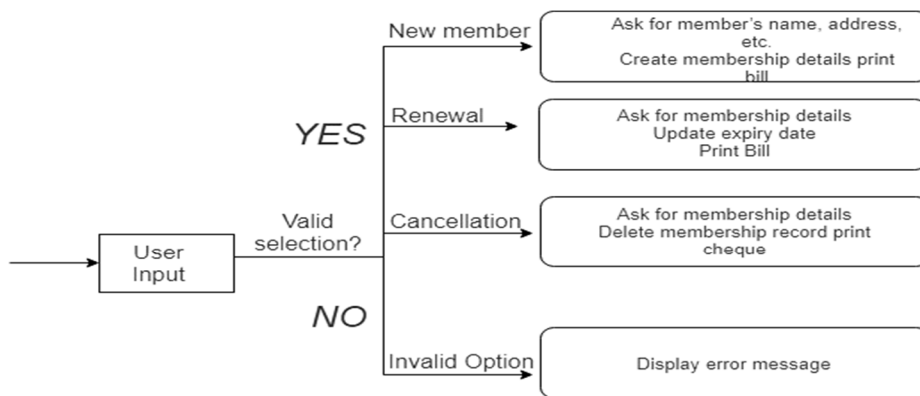 New member
Ask for member's name, address,
etc.
Create membership details print
bill
YES
Renewal
Ask for membership details
Update expiry date
Print Bill
Valid
selection?
Cancellation
Ask for membership details
Delete membership record print
cheque
User
Input
NO
Invalid Option
Display error message